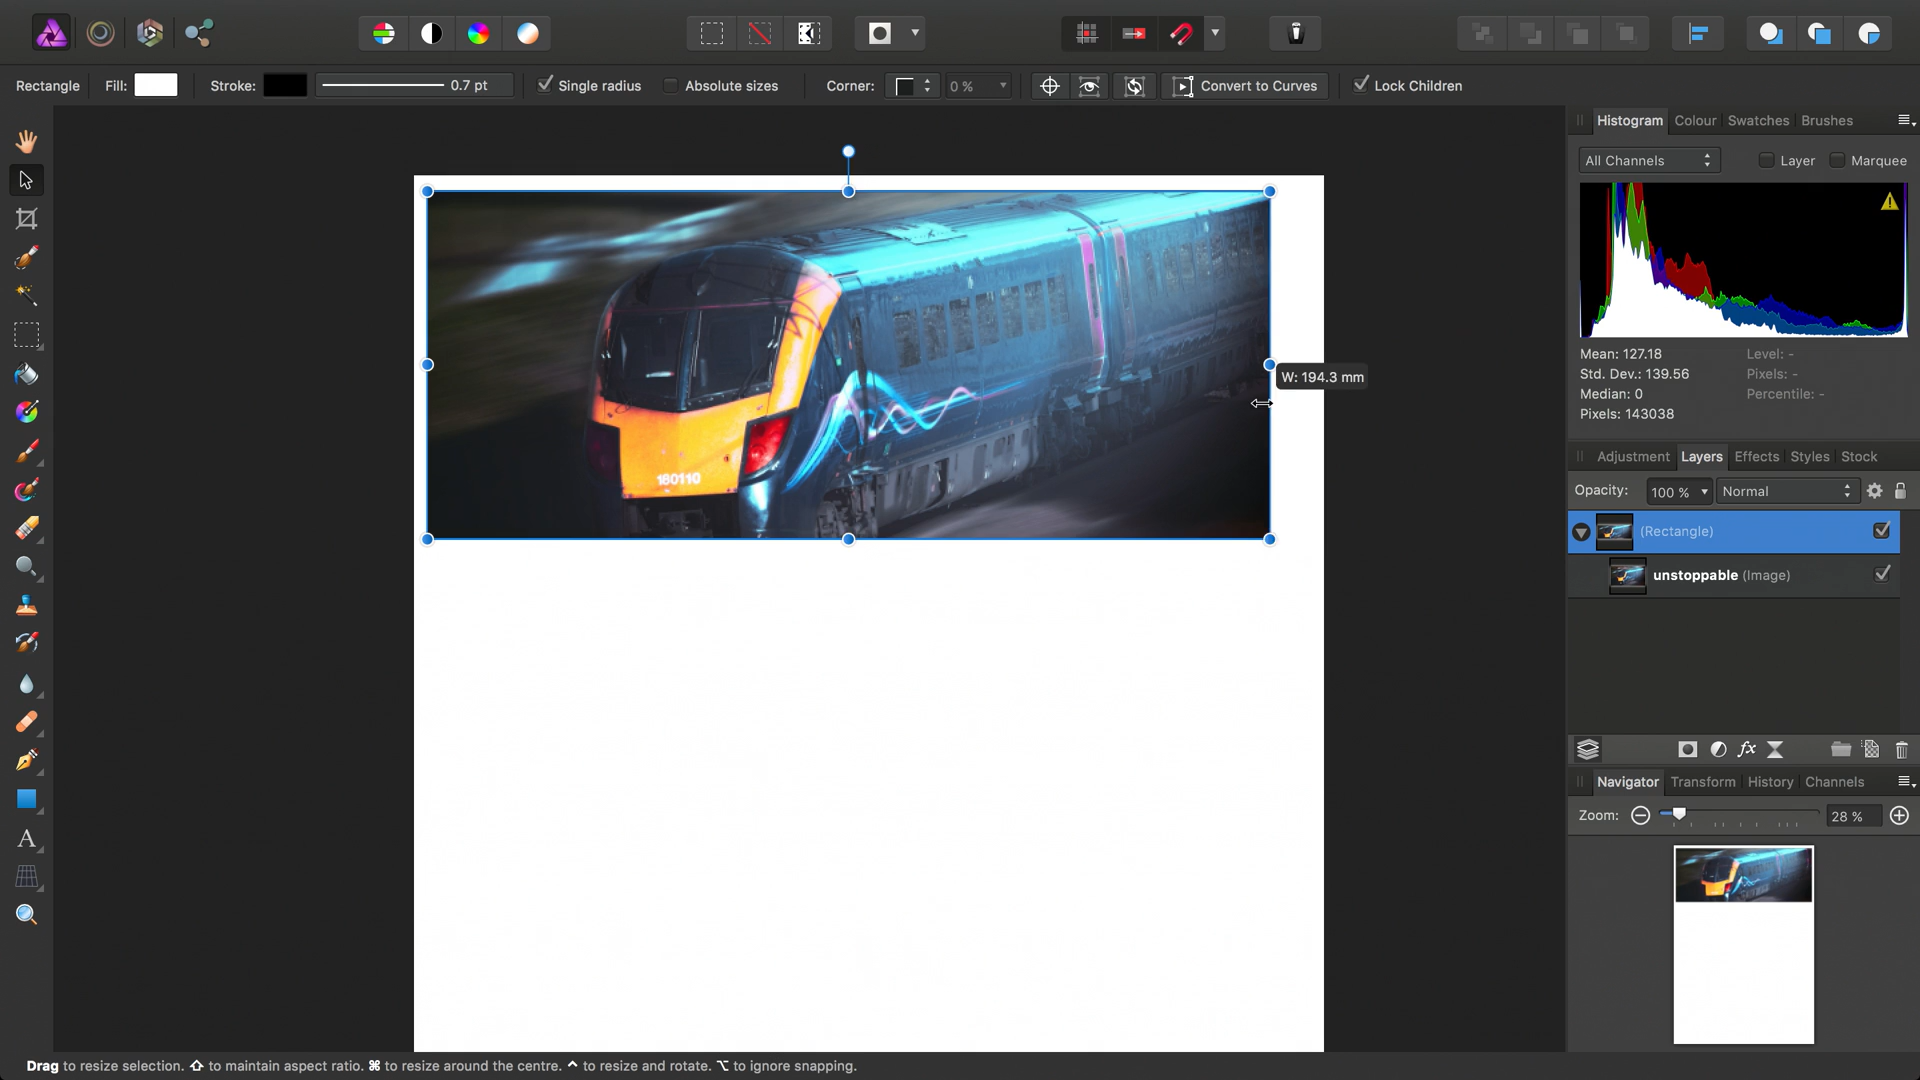 Rectangle Fill: Stroke: 0.7 pt Single radius Absolute sizes Corner: 0 % Convert to Curves Lock Children
Histogram Colour Swatches Brushes
All Channels Layer Marquee
Mean: 127.18 Level: -
Std. Dev.: 139.56 Pixels: -
Median: 0 Percentile: -
Pixels: 143038
W: 194.3 mm
180110
Adjustment Layers Effects Styles Stock
Opacity: 100 % Normal
(Rectangle)
unstoppable (Image)
fx
Navigator Transform History Channels
Zoom: 28 %
A
Drag to resize selection. ⇧ to maintain aspect ratio. ⌘ to resize around the centre. ⌃ to resize and rotate. ⌥ to ignore snapping.